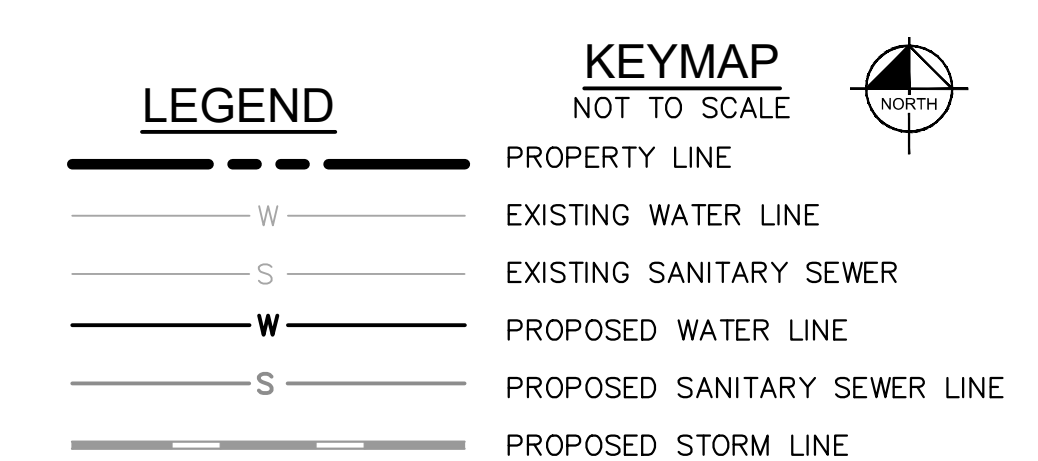 KEYMAP
NOT TO SCALE
NORTH
LEGEND
PROPERTY LINE
W EXISTING WATER LINE
S EXISTING SANITARY SEWER
W PROPOSED WATER LINE
S PROPOSED SANITARY SEWER LINE
PROPOSED STORM LINE